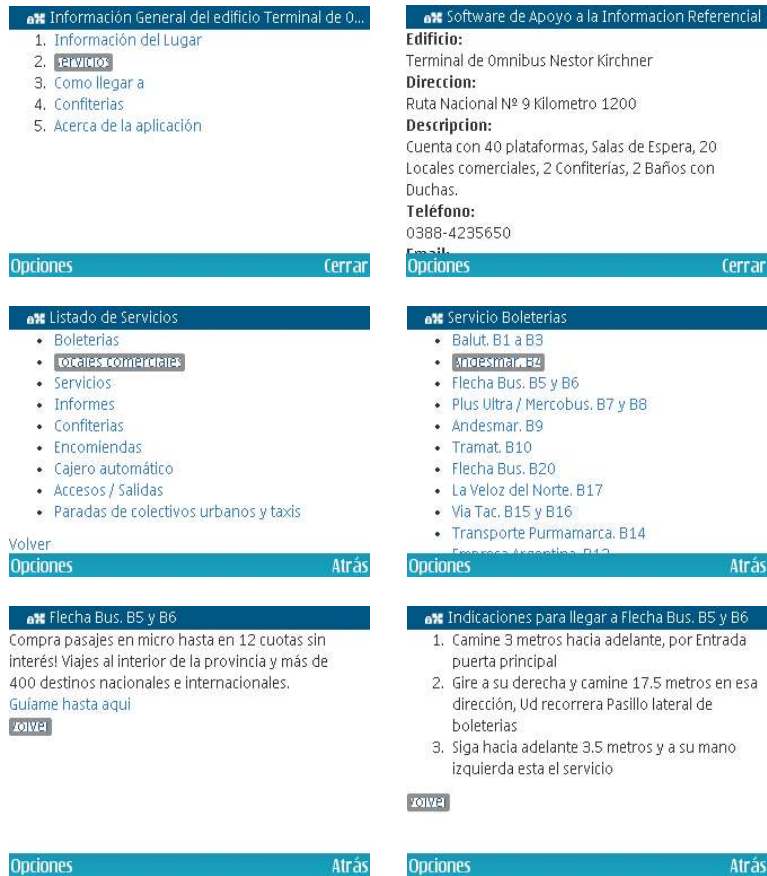 Información General del edificio Terminal de O...
1. Información del Lugar
2. Servicios
3. Como llegar a
4. Confiterias
5. Acerca de la aplicación
Opciones Cerrar
Software de Apoyo a la Informacion Referencial
Edificio:
Terminal de Omnibus Nestor Kirchner
Direccion:
Ruta Nacional Nº 9 Kilometro 1200
Descripcion:
Cuenta con 40 plataformas, Salas de Espera, 20
Locales comerciales, 2 Confiterías, 2 Baños con
Duchas.
Teléfono:
0388-4235650
Email:
Opciones Cerrar
Listado de Servicios
• Boleterias
• Locales comerciales
• Servicios
• Informes
• Confiterias
• Encomiendas
• Cajero automático
• Accesos / Salidas
• Paradas de colectivos urbanos y taxis
Volver
Opciones Atrás
Servicio Boleterias
• Balut. B1 a B3
• Andesmar. B4
• Flecha Bus. B5 y B6
• Plus Ultra / Mercobus. B7 y B8
• Andesmar. B9
• Tramat. B10
• Flecha Bus. B20
• La Veloz del Norte. B17
• Via Tac. B15 y B16
• Transporte Purmamarca. B14
Empresa Argentina.
Opciones Atrás
Flecha Bus. B5 y B6
Compra pasajes en micro hasta en 12 cuotas sin
interés! Viajes al interior de la provincia y más de
400 destinos nacionales e internacionales.
Guíame hasta aqui
Volver
Opciones Atrás
Indicaciones para llegar a Flecha Bus. B5 y B6
1. Camine 3 metros hacia adelante, por Entrada
puerta principal
2. Gire a su derecha y camine 17.5 metros en esa
dirección, Ud recorrera Pasillo lateral de
boleterias
3. Siga hacia adelante 3.5 metros y a su mano
izquierda esta el servicio
Volver
Opciones Atrás